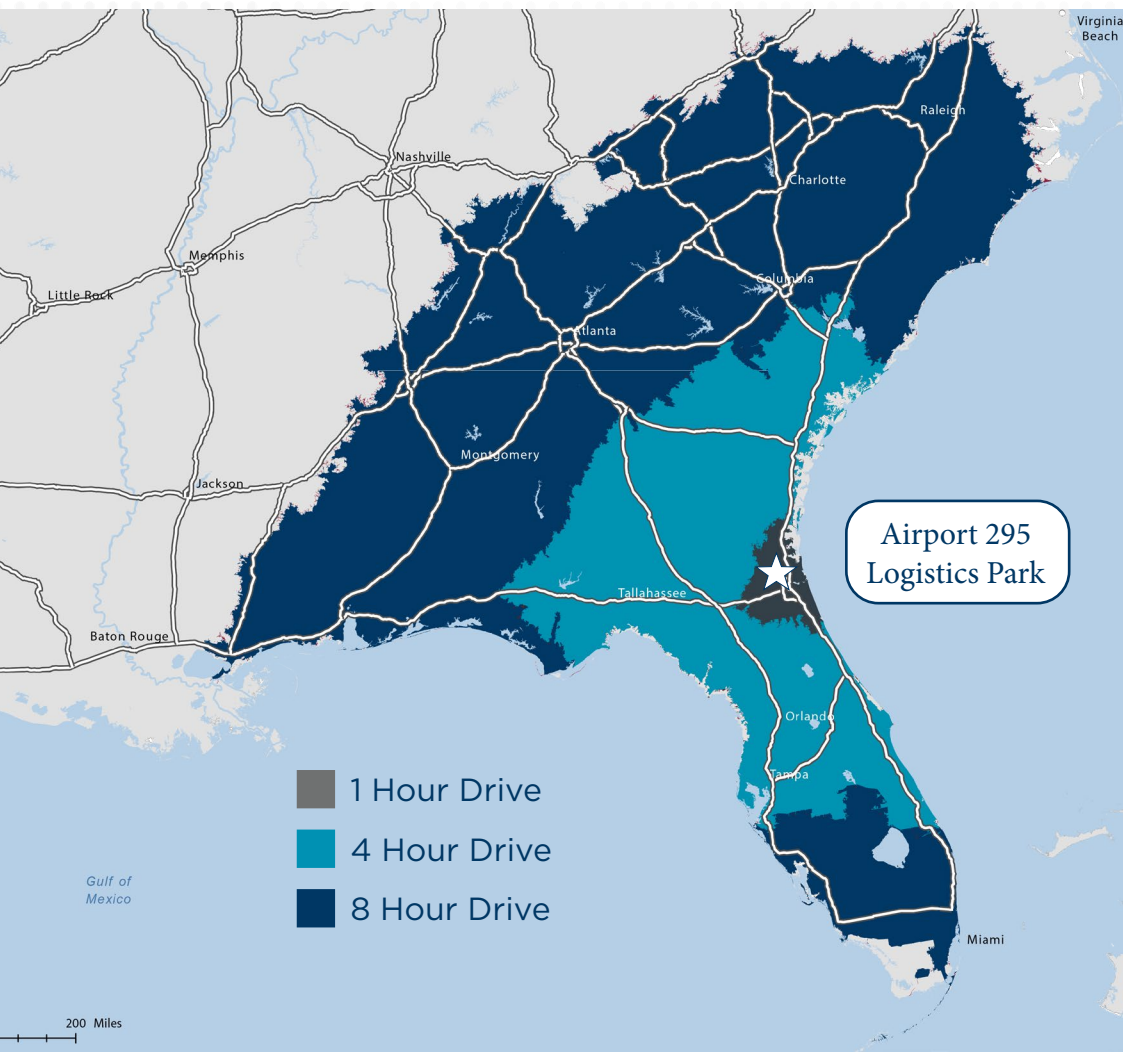 Virginia
Beach
Raleigh
Nashville
Charlotte
Memphis
Columbia
Little Rock
Atlanta
Montgomery
Jackson
Airport 295
Logistics Park
Tallahassee
Baton Rouge
Orlando
Tampa
1 Hour Drive
4 Hour Drive
8 Hour Drive
Gulf of
Mexico
Miami
200 Miles